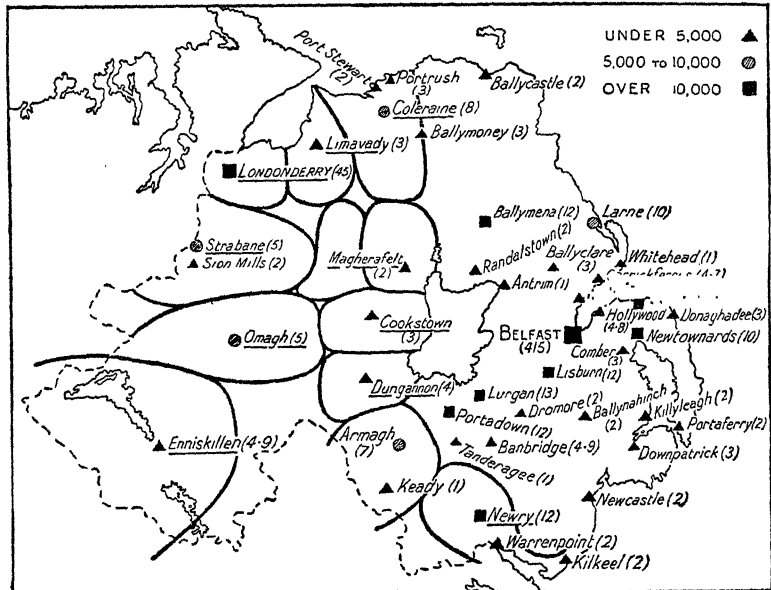 UNDER 5,000
5,000 TO 10,000
OVER 10,000
Port Stewart
(2)
Portrush
(3)
Ballycastle (2)
Coleraine (8)
Limavady (3)
Ballymoney (3)
LONDONDERRY (45)
Ballymena (12)
Larne (10)
Strabane (5)
Sion Mills (2)
Magherafelt
(2)
Randalstown (2)
Ballyclare
(3)
Whitehead (1)
Antrim (1)
Cookstown
(3)
Omagh (5)
BELFAST
(415)
Hollywood
(4·8)
Donaghadee (3)
Newtownards
(10)
Comber
(3)
Lisburn
(12)
Dungannon (4)
Lurgan (13)
Dromore (2)
Ballynahinch
(2)
Killyleagh (2)
Portadown
(12)
Portaferry (2)
Enniskillen (4·9)
Armagh
(7)
Tanderagee (1)
Banbridge (4·9)
Downpatrick (3)
Keady (1)
Newry (12)
Newcastle (2)
Warrenpoint (2)
Kilkeel (2)